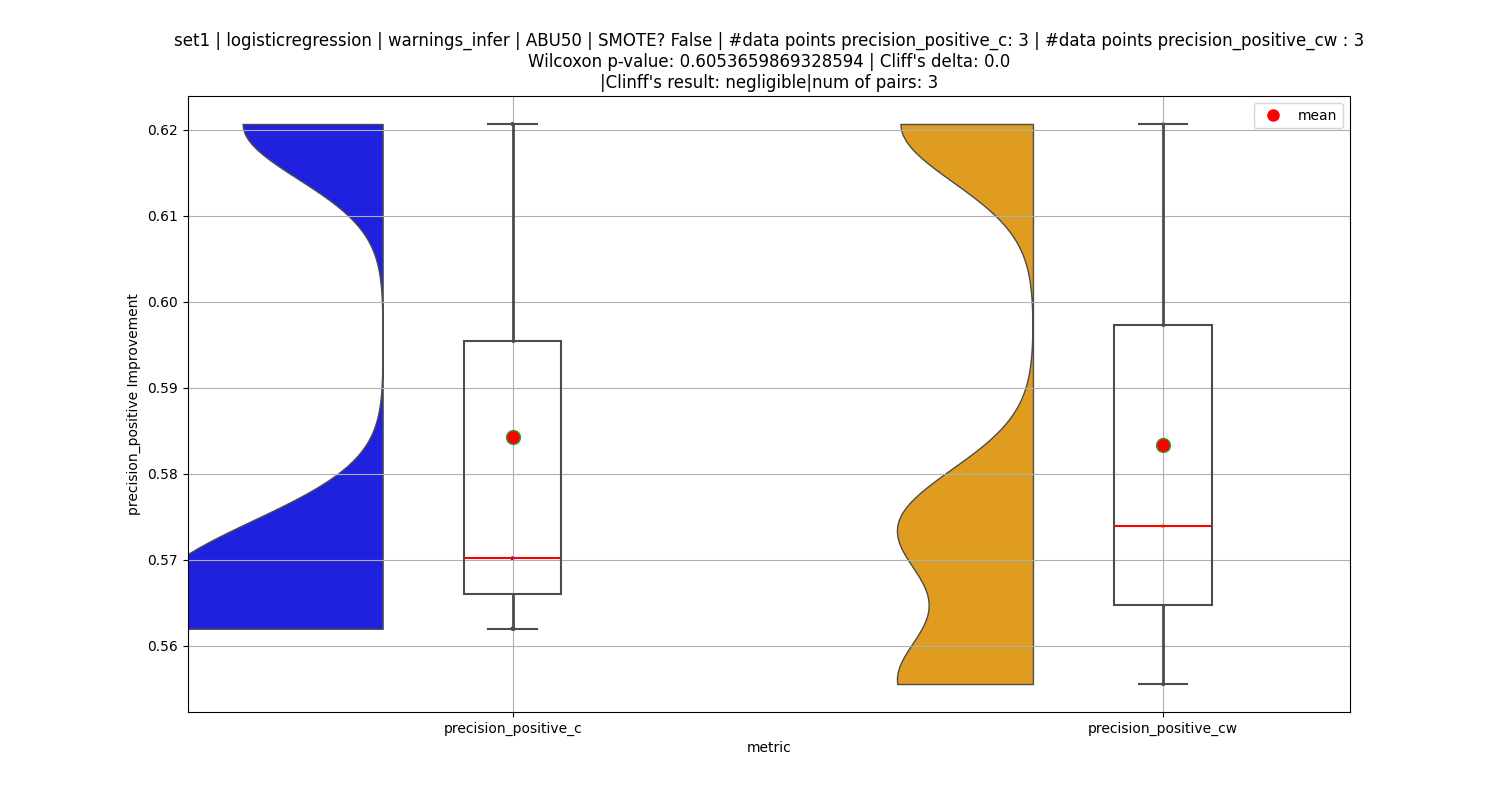 set1 | logisticregression | warnings_infer | ABU50 | SMOTE? False | #data points precision_positive_c: 3 | #data points precision_positive_cw : 3
Wilcoxon p-value: 0.6053659869328594 | Cliff's delta: 0.0
|Clinff's result: negligible|num of pairs: 3
mean
0.62
0.61
0.60
0.59
0.58
0.57
0.56
precision_positive Improvement
precision_positive_c
precision_positive_cw
metric